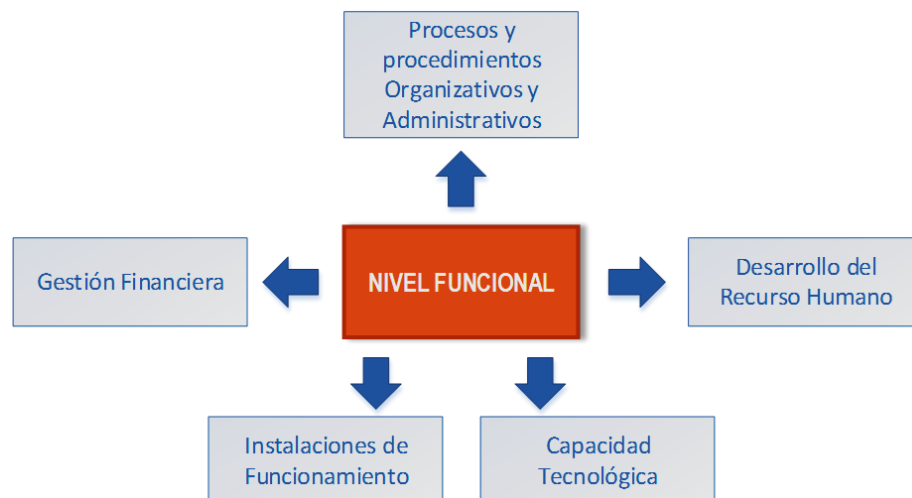 Procesos y
procedimientos
Organizativos y
Administrativos
Gestión Financiera
NIVEL FUNCIONAL
Desarrollo del
Recurso Humano
Instalaciones de
Funcionamiento
Capacidad
Tecnológica